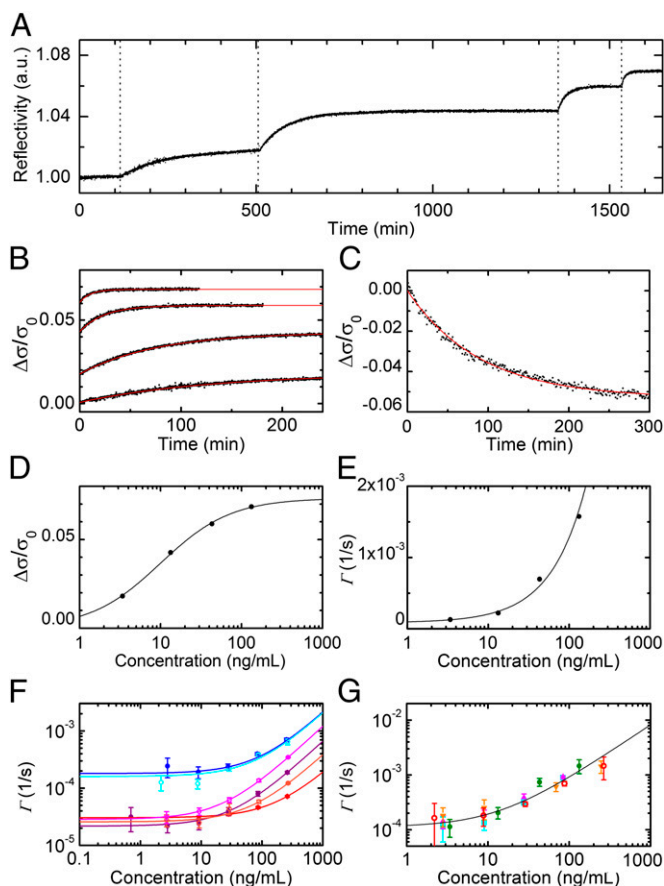 A
Reflectivity (a.u.)
1.08
1.04
1.00
0 500 1000 1500
Time (min)
B
Δσ/σ0
0.05
0.00
0 100 200
Time (min)
C
Δσ/σ0
0.00
-0.02
-0.04
-0.06
0 100 200 300
Time (min)
D
Δσ/σ0
0.05
0.00
1 10 100 1000
Concentration (ng/mL)
E
Γ (1/s)
2x10-3
1x10-3
0
1 10 100 1000
Concentration (ng/mL)
F
Γ (1/s)
10-3
10-4
10-5
0.1 1 10 100 1000
Concentration (ng/mL)
G
Γ (1/s)
10-2
10-3
10-4
1 10 100 1000
Concentration (ng/mL)